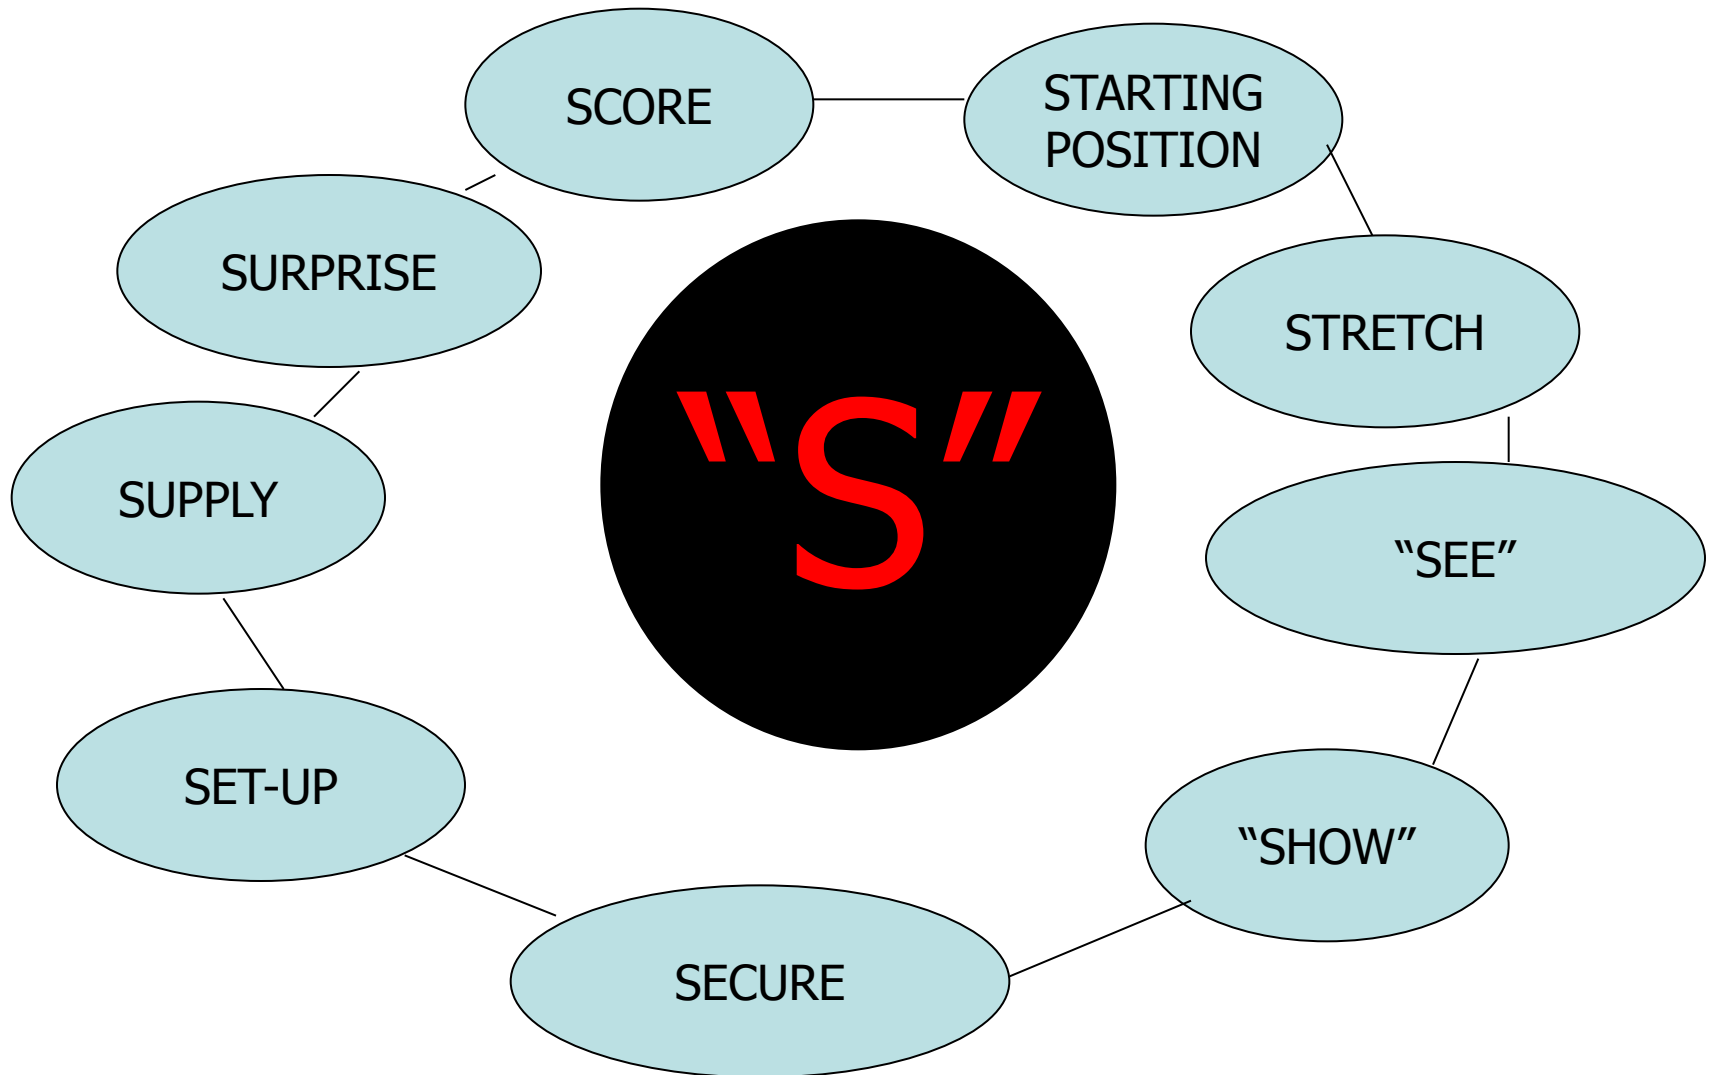 SCORE
STARTING
POSITION
SURPRISE
STRETCH
“S”
SUPPLY
“SEE”
SET-UP
“SHOW”
SECURE